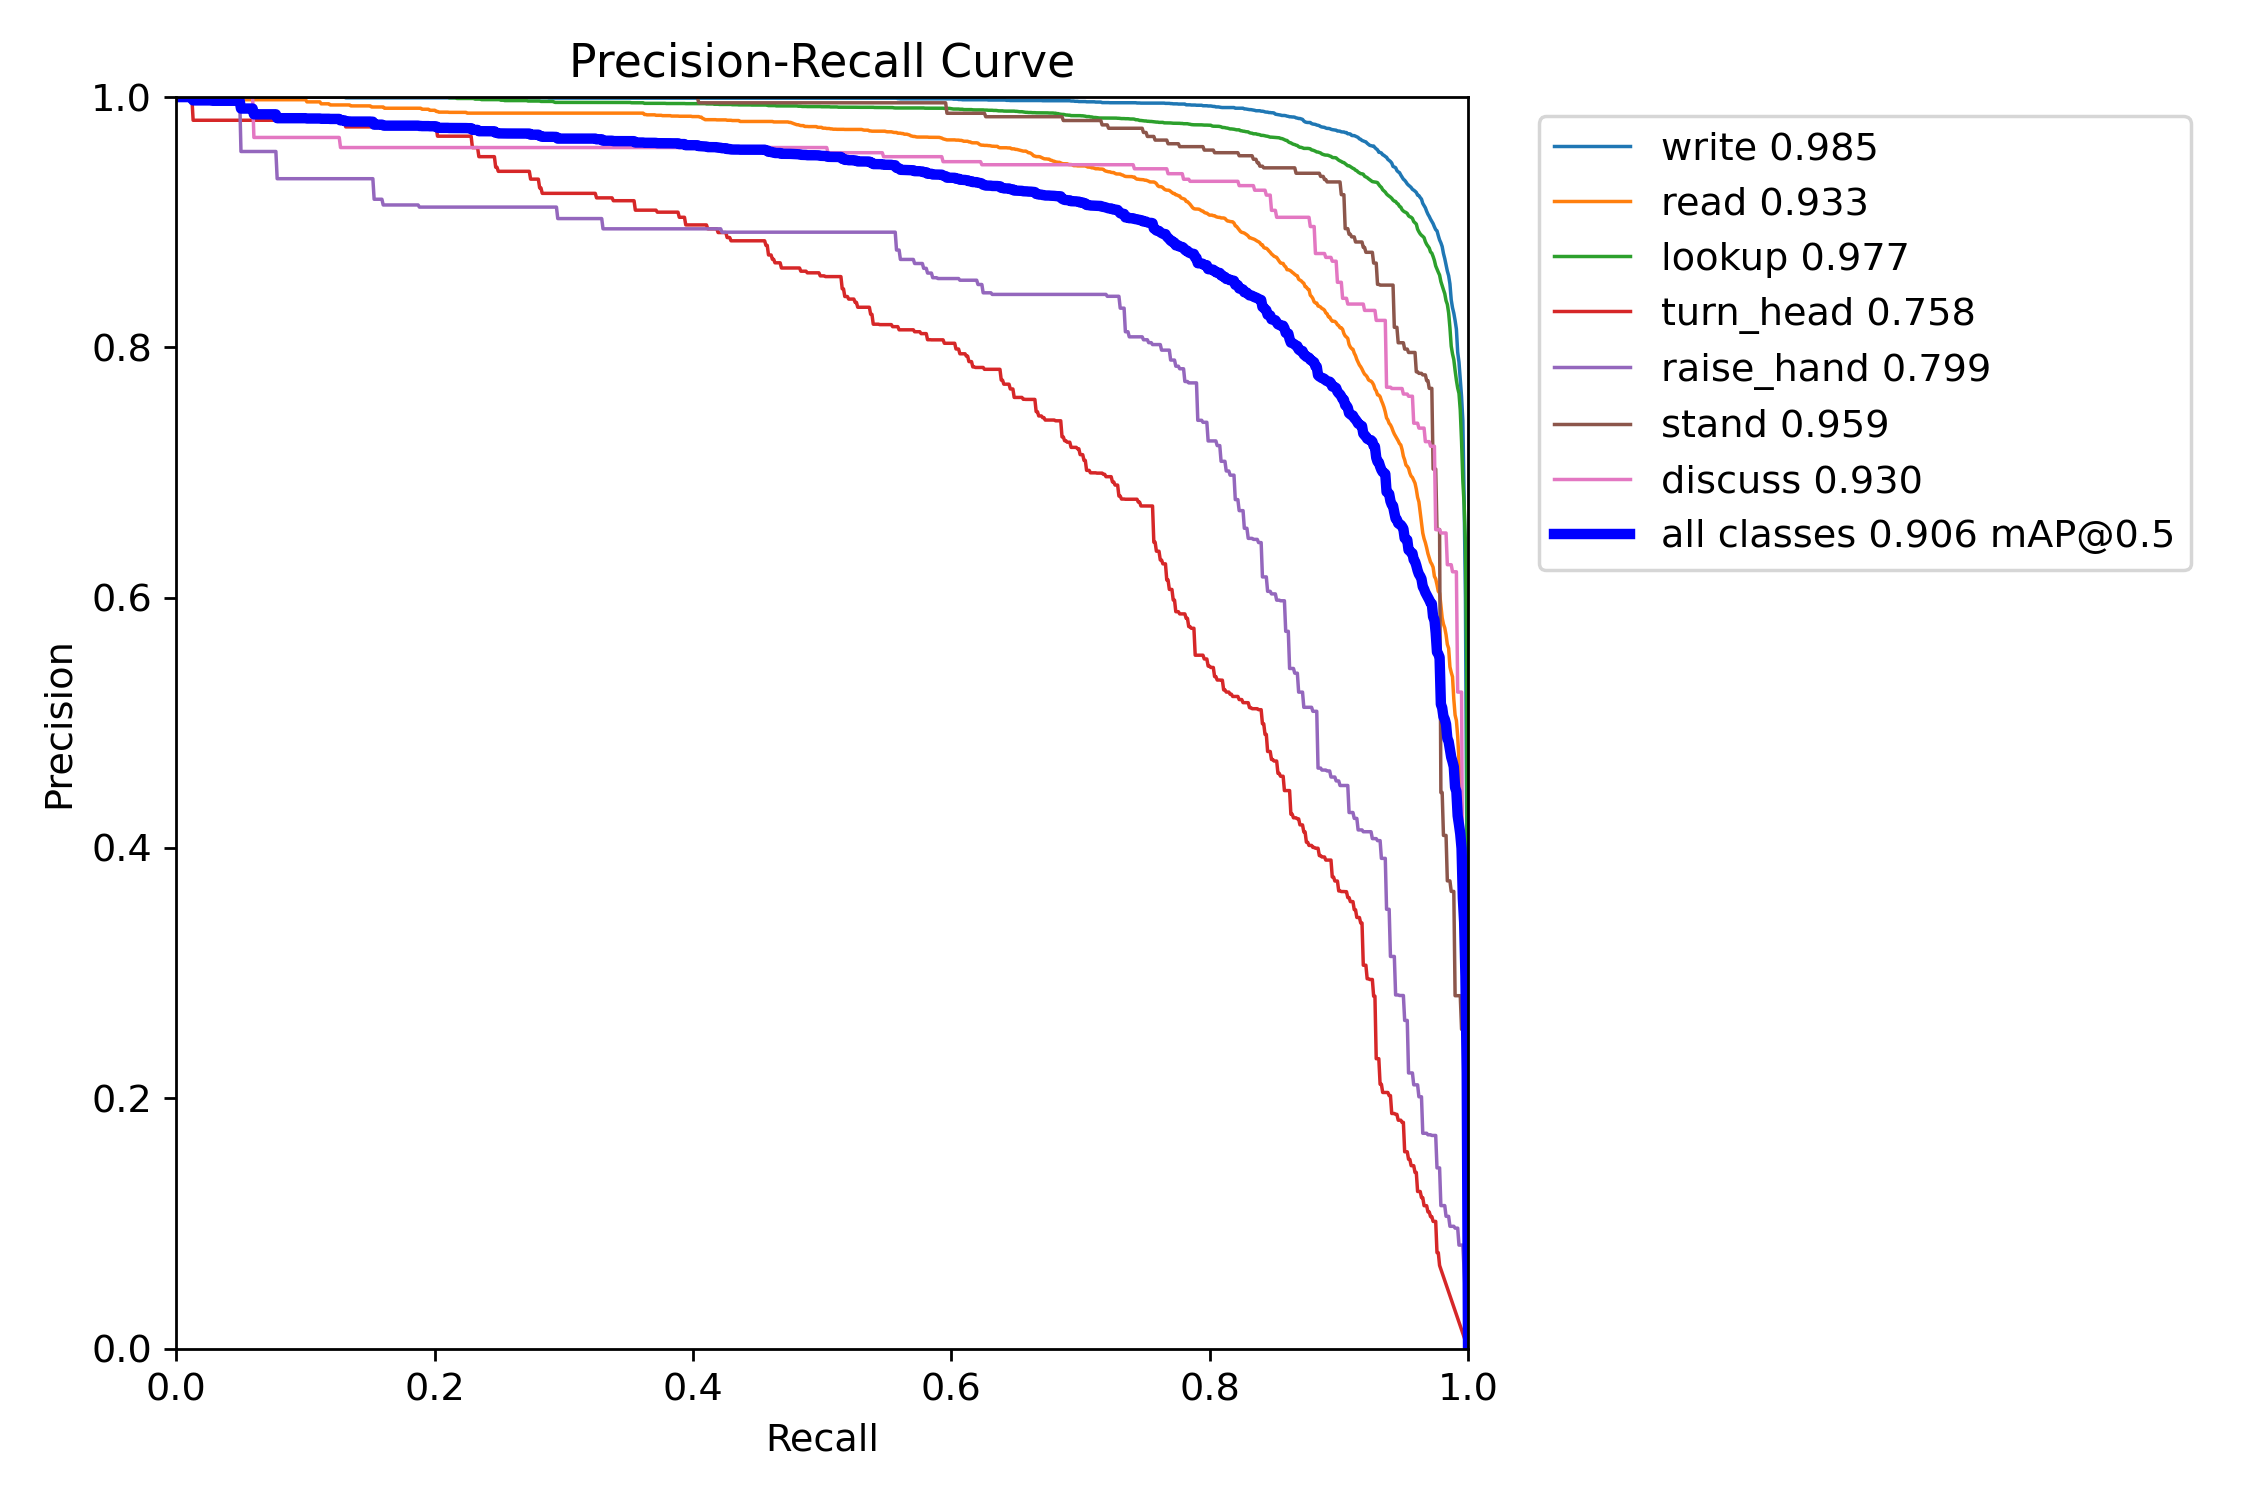 Precision-Recall Curve
1.0
0.8
0.6
0.4
0.2
0.0
Precision
0.0 0.2 0.4 0.6 0.8 1.0
Recall
write 0.985
read 0.933
lookup 0.977
turn_head 0.758
raise_hand 0.799
stand 0.959
discuss 0.930
all classes 0.906 mAP@0.5